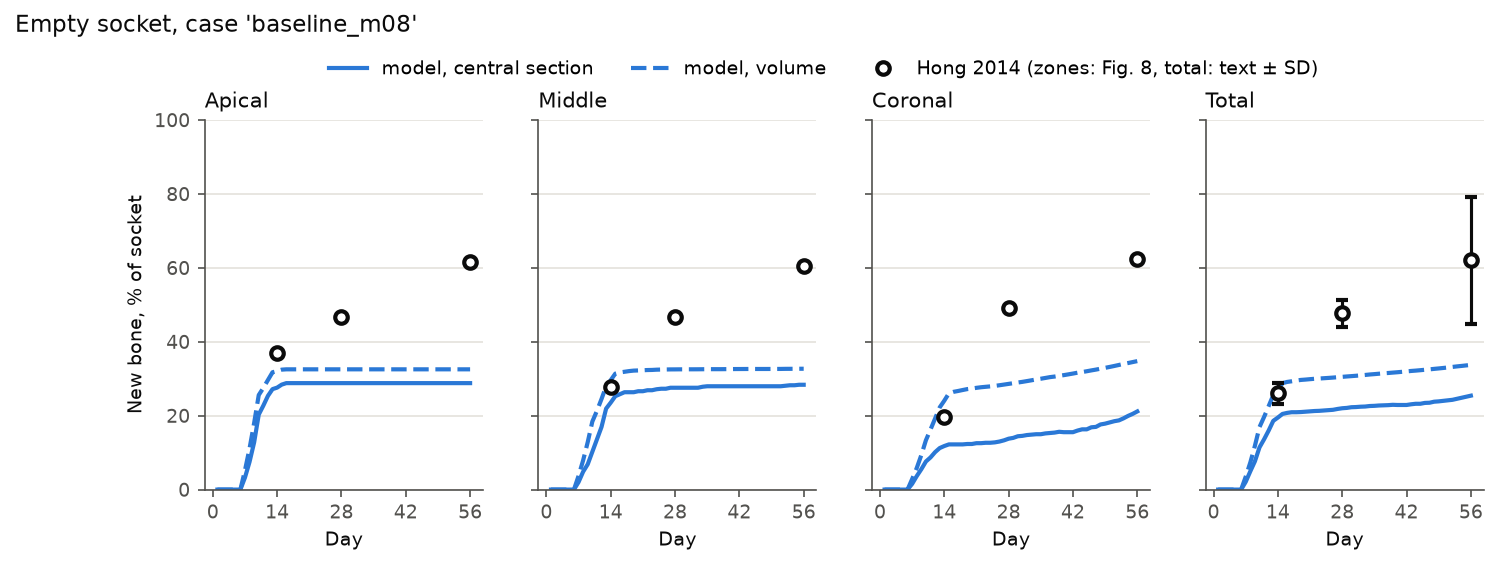 Empty socket, case 'baseline_m08'
model, central section model, volume Hong 2014 (zones: Fig. 8, total: text ± SD)
Apical Middle Coronal Total
New bone, % of socket
100
80
60
40
20
0
0 14 28 42 56 0 14 28 42 56 0 14 28 42 56 0 14 28 42 56
Day Day Day Day